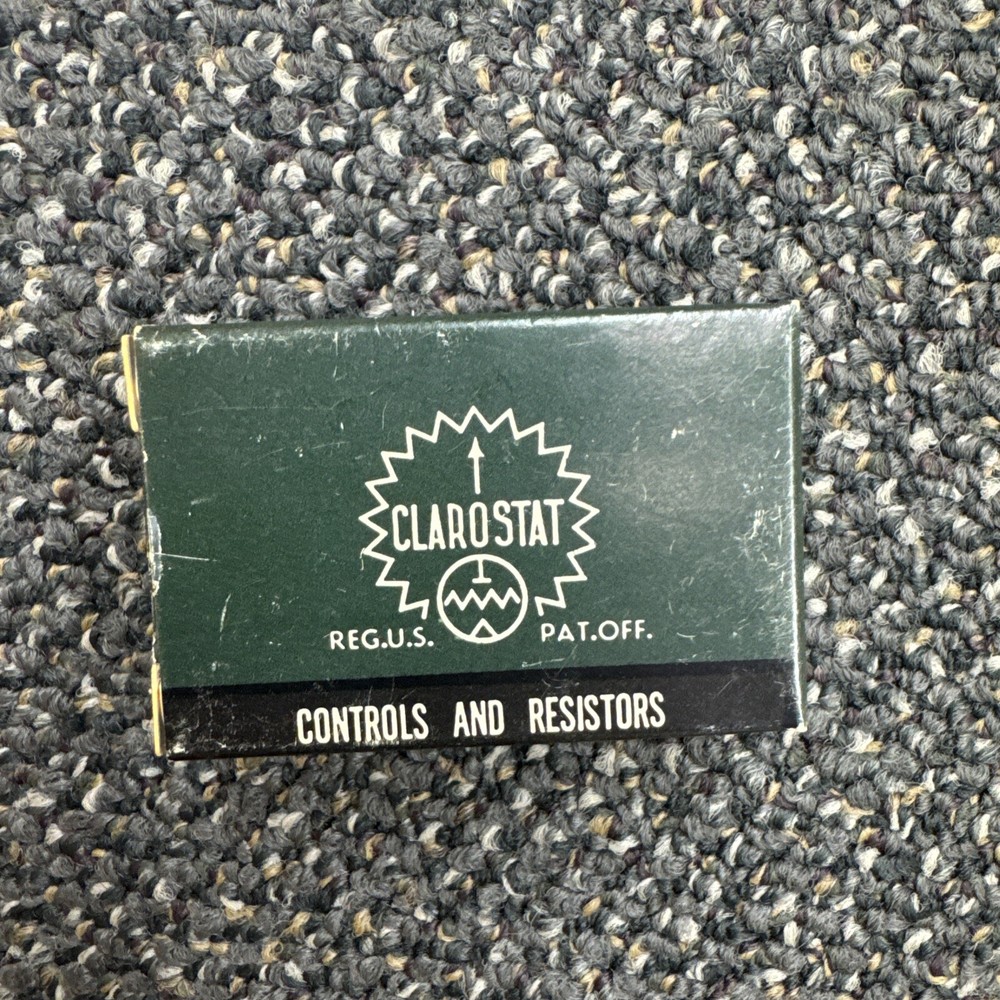 CLAROSTAT
REG.U.S. PAT.OFF.
CONTROLS AND RESISTORS